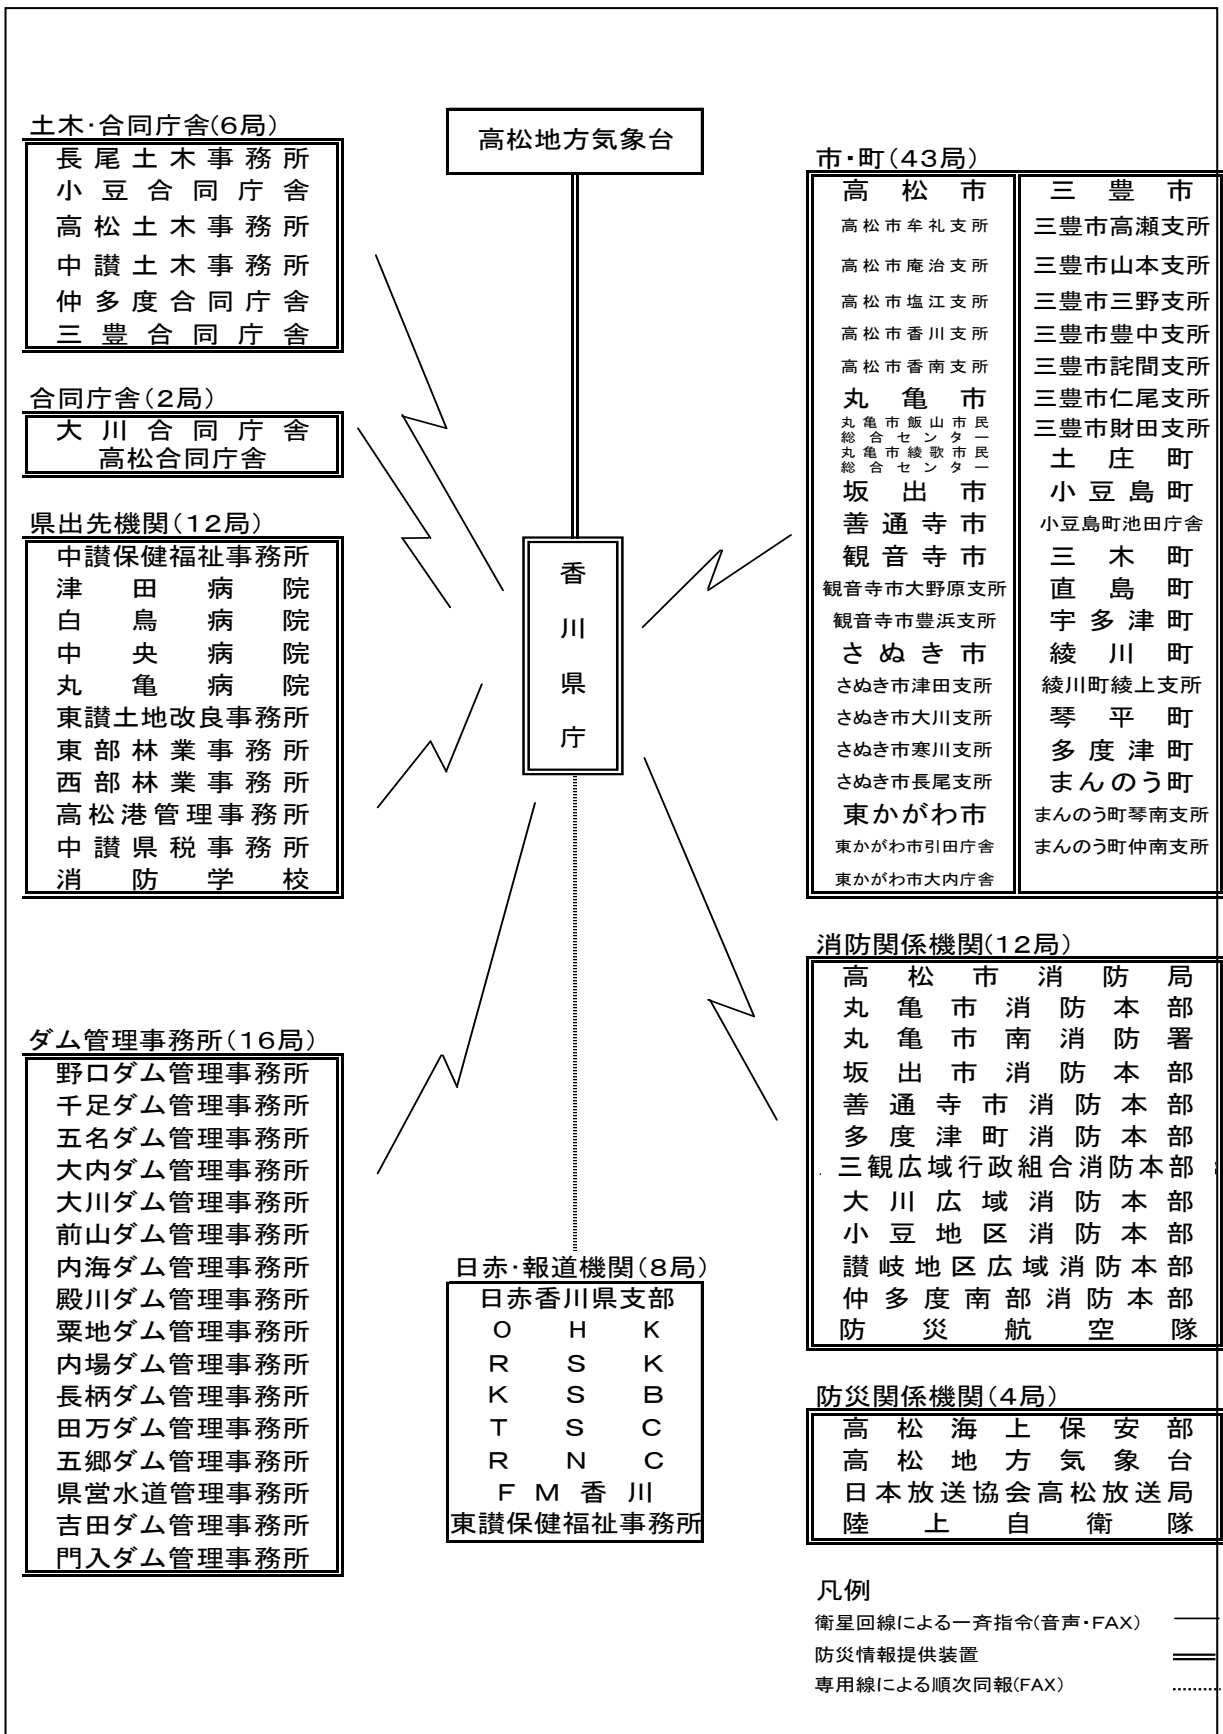 高松地方気象台
土木・合同庁舎(6局)
長尾土木事務所
小豆合同庁舎
高松土木事務所
中讃土木事務所
仲多度合同庁舎
三豊合同庁舎
合同庁舎(2局)
大川合同庁舎
高松合同庁舎
県出先機関(12局)
中讃保健福祉事務所
津田病院
白鳥病院
中央病院
丸亀病院
東讃土地改良事務所
東部林業事務所
西部林業事務所
高松港管理事務所
中讃県税事務所
消防学校
ダム管理事務所(16局)
野口ダム管理事務所
千足ダム管理事務所
五名ダム管理事務所
大内ダム管理事務所
大川ダム管理事務所
前山ダム管理事務所
内海ダム管理事務所
殿川ダム管理事務所
粟地ダム管理事務所
内場ダム管理事務所
長柄ダム管理事務所
田万ダム管理事務所
五郷ダム管理事務所
県営水道管理事務所
吉田ダム管理事務所
門入ダム管理事務所
香川県庁
日赤・報道機関(8局)
日赤香川県支部
OHK
RSK
KSB
TSC
RNC
FM香川
東讃保健福祉事務所
市・町(43局)
高松市
高松市牟礼支所
高松市庵治支所
高松市塩江支所
高松市香川支所
高松市香南支所
丸亀市
丸亀市飯山市民
総合センター
丸亀市綾歌市民
総合センター
坂出市
善通寺市
観音寺市
観音寺市大野原支所
観音寺市豊浜支所
さぬき市
さぬき市津田支所
さぬき市大川支所
さぬき市寒川支所
さぬき市長尾支所
東かがわ市
東かがわ市引田庁舎
東かがわ市大内庁舎
三豊市
三豊市高瀬支所
三豊市山本支所
三豊市三野支所
三豊市豊中支所
三豊市詫間支所
三豊市仁尾支所
三豊市財田支所
土庄町
小豆島町
小豆島町池田庁舎
三木町
直島町
宇多津町
綾川町
綾川町綾上支所
琴平町
多度津町
まんのう町
まんのう町琴南支所
まんのう町仲南支所
消防関係機関(12局)
高松市消防局
丸亀市消防本部
丸亀市南消防署
坂出市消防本部
善通寺市消防本部
多度津町消防本部
三観広域行政組合消防本部
大川広域消防本部
小豆地区消防本部
讃岐地区広域消防本部
仲多度南部消防本部
防災航空隊
防災関係機関(4局)
高松海上保安部
高松地方気象台
日本放送協会高松放送局
陸上自衛隊
凡例
衛星回線による一斉指令(音声・FAX)
防災情報提供装置
専用線による順次同報(FAX)